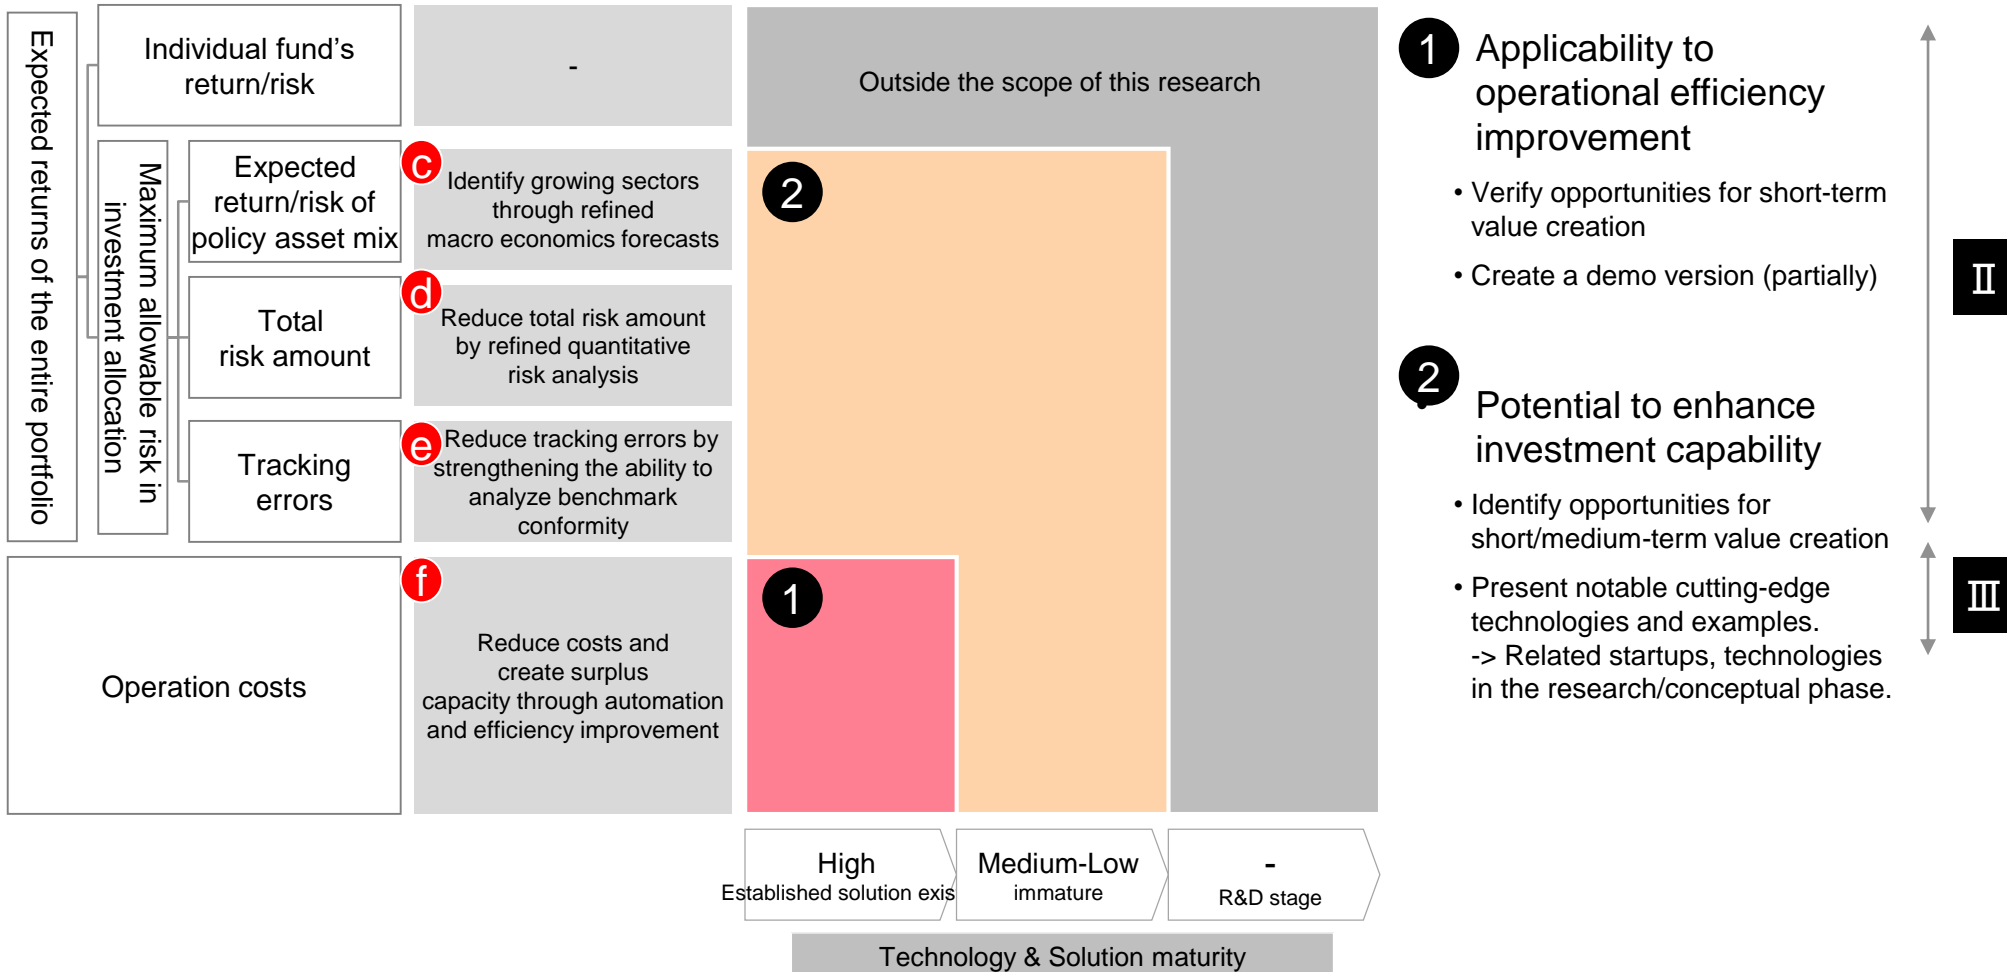 Expected returns of the entire portfolio
Individual fund's
return/risk
-
Maximum allowable risk in
investment allocation
Expected
return/risk of
policy asset mix
c
Identify growing sectors
through refined
macro economics forecasts
Total
risk amount
d
Reduce total risk amount
by refined quantitative
risk analysis
Tracking
errors
e
Reduce tracking errors by
strengthening the ability to
analyze benchmark
conformity
Operation costs
f
Reduce costs and
create surplus
capacity through automation
and efficiency improvement
Outside the scope of this research
2
1
High
Established solution exis
Medium-Low
immature
-
R&D stage
Technology & Solution maturity
1
Applicability to
operational efficiency
improvement
• Verify opportunities for short-term
value creation
• Create a demo version (partially)
2
Potential to enhance
investment capability
• Identify opportunities for
short/medium-term value creation
• Present notable cutting-edge
technologies and examples.
-> Related startups, technologies
in the research/conceptual phase.
Ⅱ
Ⅲ